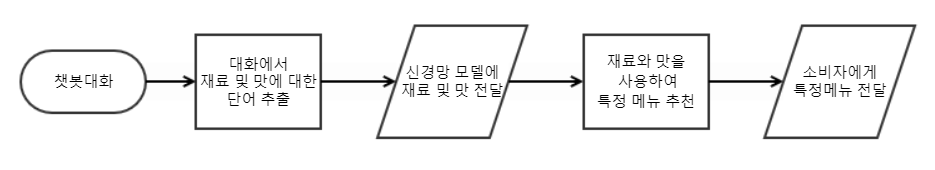 챗봇대화
대화에서
재료 및 맛에 대한
단어 추출
신경망 모델에
재료 및 맛 전달
재료와 맛을
사용하여
특정 메뉴 추천
소비자에게
특정메뉴 전달